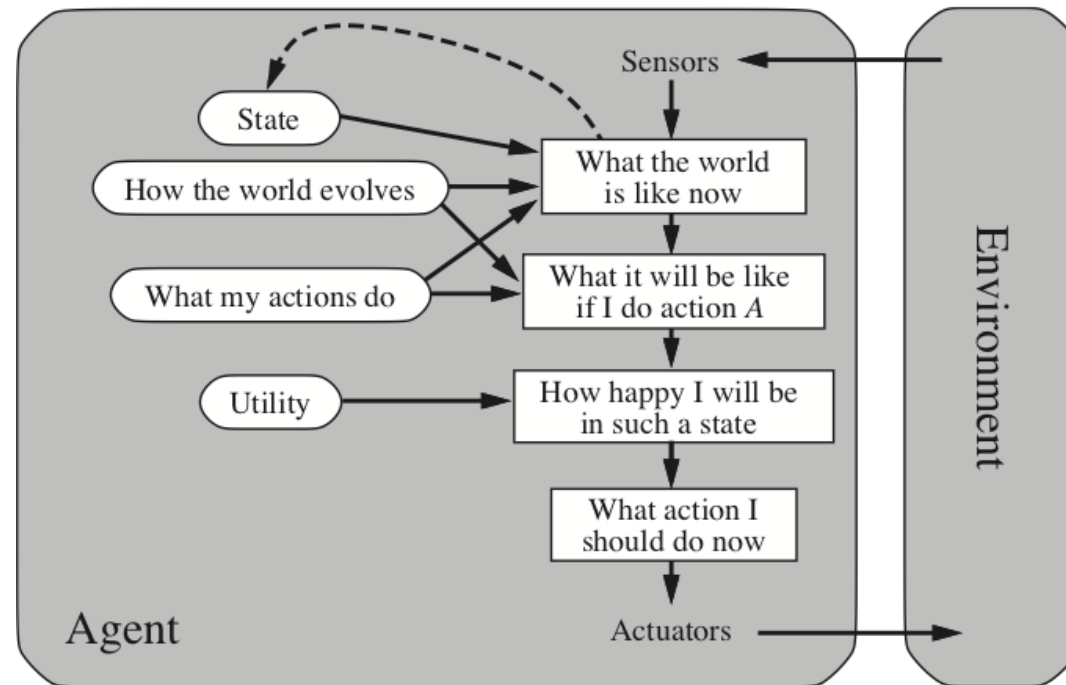 Sensors
State
What the world
is like now
How the world evolves
What my actions do
What it will be like
if I do action A
Utility
How happy I will be
in such a state
What action I
should do now
Agent
Actuators
Environment